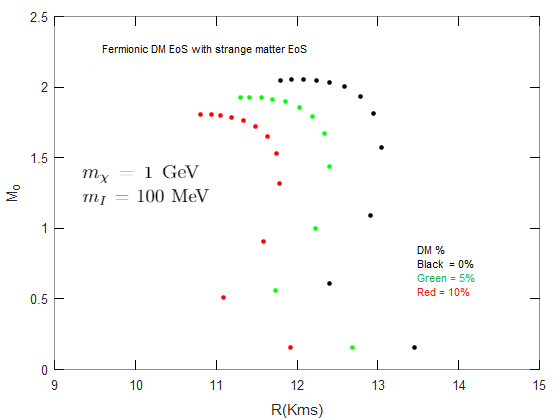 2.5
Fermionic DM EoS with strange matter EoS
2
1.5
mχ = 1 GeV
mI = 100 MeV
Mo
1
DM %
Black = 0%
Green = 5%
0.5
Red = 10%
0
9 10 11 12 13 14 15
R(Kms)